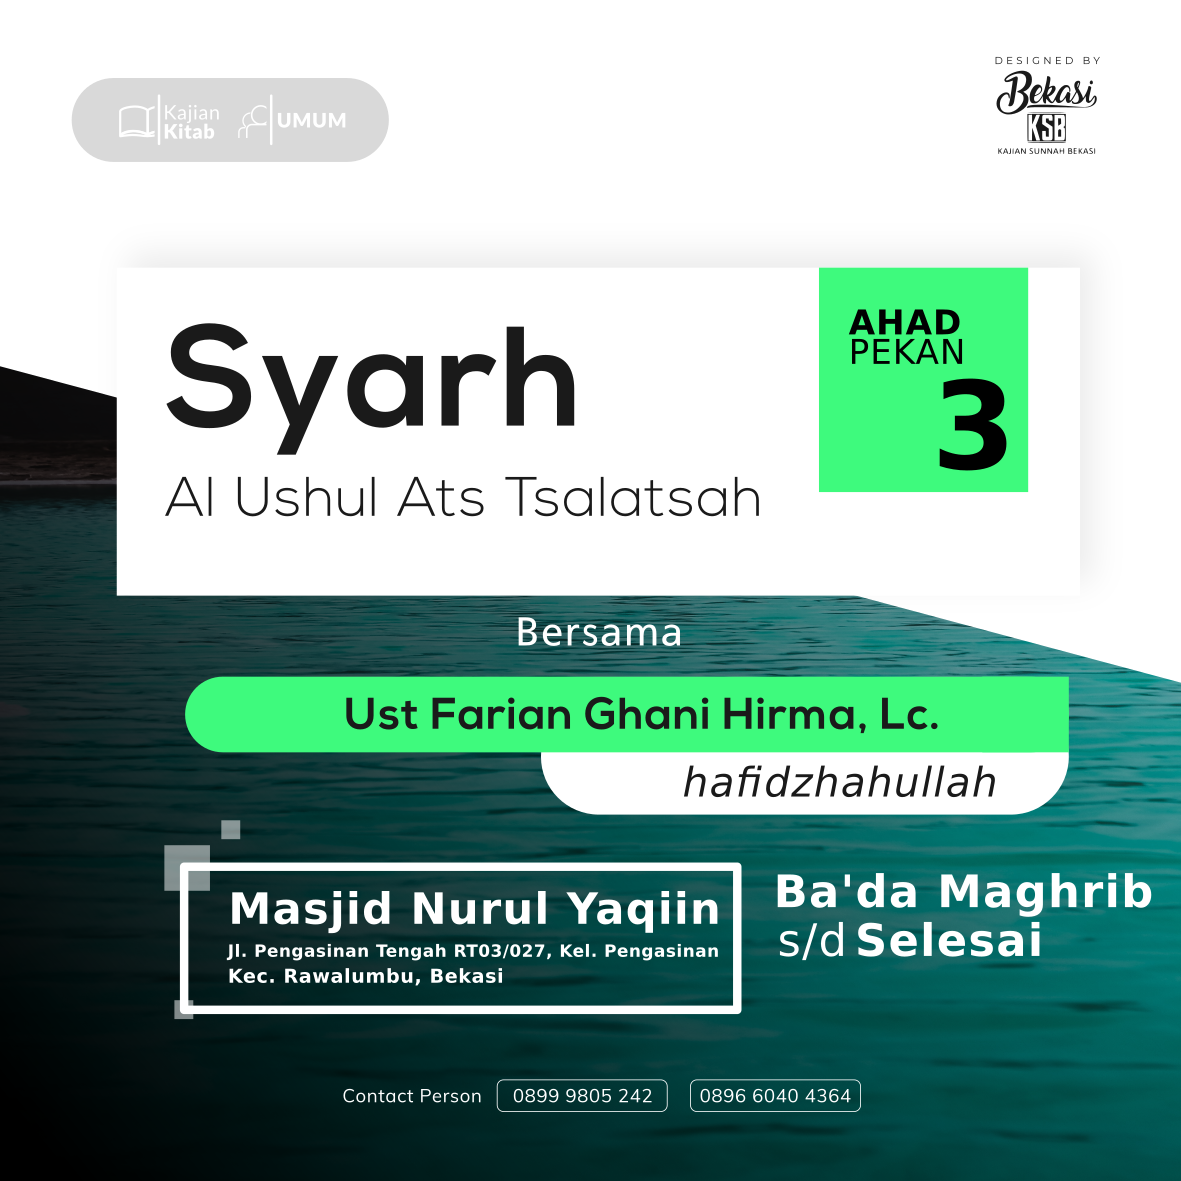 DESIGNED BY
Bekasi
KSB
KAJIAN SUNNAH BEKASI
Kajian
Kitab
UMUM
Syarh
Al Ushul Ats Tsalatsah
AHAD
PEKAN
3
Bersama
Ust Farian Ghani Hirma, Lc.
hafidzhahullah
Masjid Nurul Yaqiin
Jl. Pengasinan Tengah RT03/027, Kel. Pengasinan
Kec. Rawalumbu, Bekasi
Ba'da Maghrib
s/d Selesai
Contact Person 0899 9805 242 0896 6040 4364